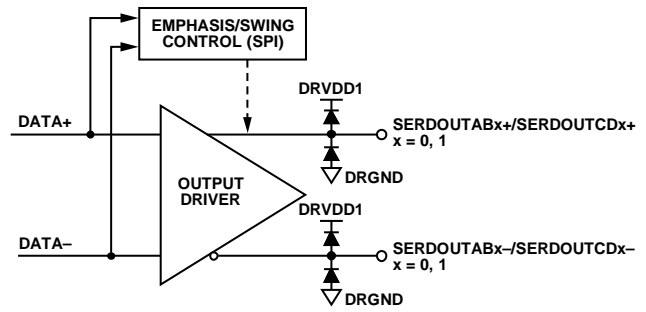 EMPHASIS/SWING
CONTROL (SPI)
DRVDD1
DATA+
SERDOUTABx+/SERDOUTCDx+
x = 0, 1
DRGND
OUTPUT
DRIVER
DRVDD1
DATA–
SERDOUTABx–/SERDOUTCDx–
x = 0, 1
DRGND